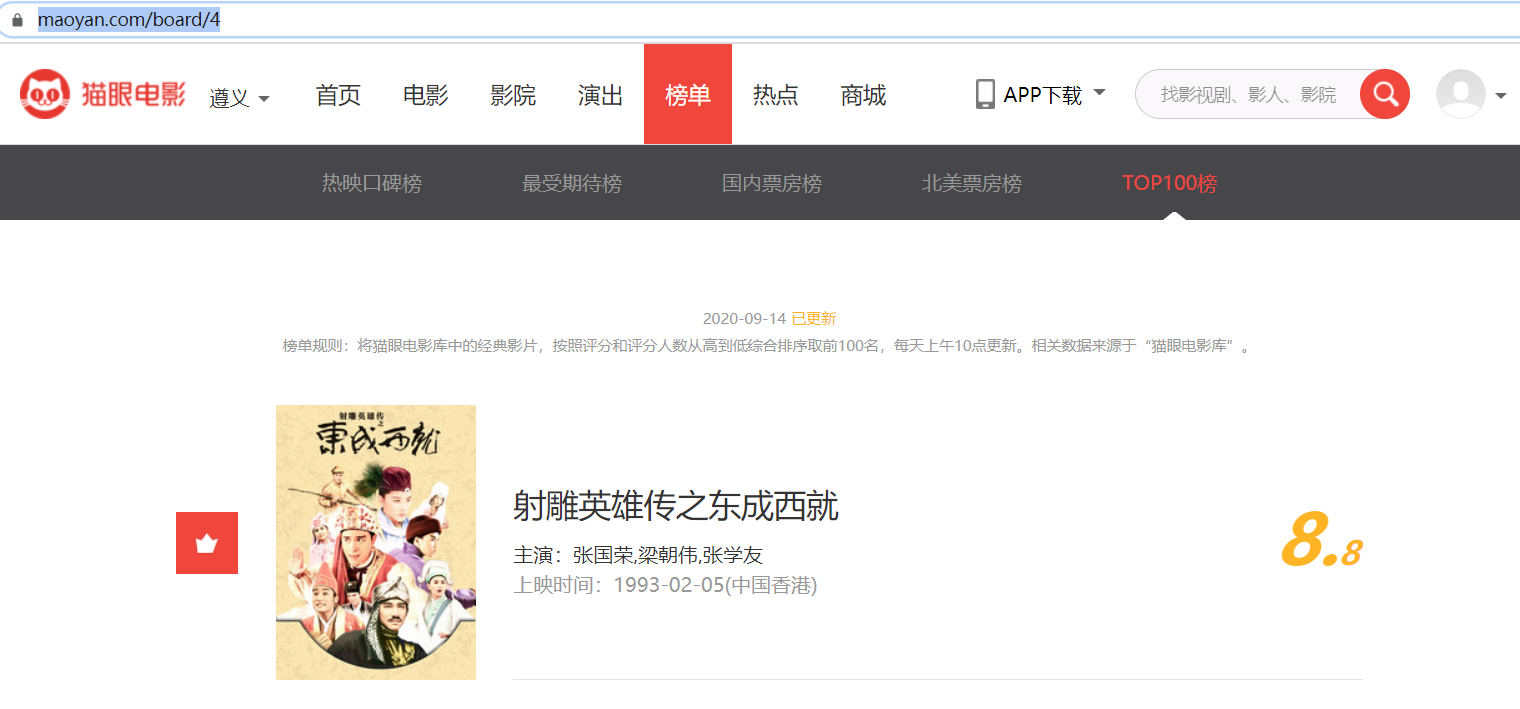 maoyan.com/board/4
猫眼电影 遵义 首页 电影 影院 演出 榜单 热点 商城 APP下载 找影视剧、影人、影院
热映口碑榜 最受期待榜 国内票房榜 北美票房榜 TOP100榜
2020-09-14 已更新
榜单规则：将猫眼电影库中的经典影片，按照评分和评分人数从高到低综合排序取前100名，每天上午10点更新。相关数据来源于“猫眼电影库”。
射雕英雄传之
東成西就
射雕英雄传之东成西就
主演：张国荣,梁朝伟,张学友
上映时间：1993-02-05(中国香港)
8.8